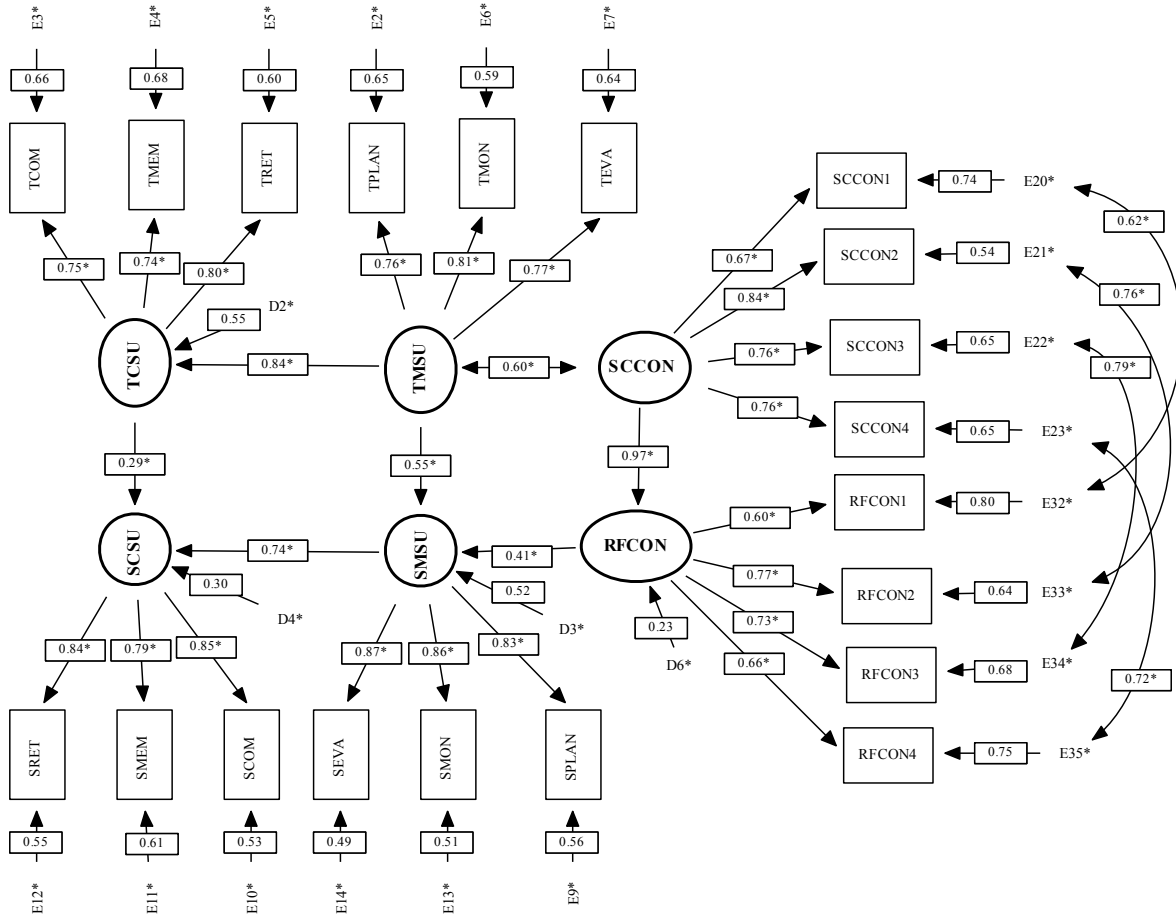 E3*
E4*
E5*
E2*
E6*
E7*
0.66
0.68
0.60
0.65
0.59
0.64
TCOM
TMEM
TRET
TPLAN
TMON
TEVA
SCCON1
0.74
E20*
0.62*
SCCON2
0.54
E21*
0.75*
0.74*
0.80*
0.76*
0.81*
0.77*
0.67*
0.84*
0.76*
D2*
0.55
SCCON3
0.65
E22*
0.79*
TCSU
0.84*
TMSU
0.60*
SCCON
0.76*
0.76*
SCCON4
0.65
E23*
0.29*
0.55*
0.97*
RFCON1
0.80
E32*
0.60*
SCSU
0.74*
SMSU
0.41*
RFCON
0.77*
RFCON2
0.64
E33*
0.30
D4*
0.52
D3*
0.23
D6*
0.73*
0.66*
RFCON3
0.68
E34*
0.72*
0.84*
0.79*
0.85*
0.87*
0.86*
0.83*
RFCON4
0.75
E35*
SRET
SMEM
SCOM
SEVA
SMON
SPLAN
0.55
0.61
0.53
0.49
0.51
0.56
E12*
E11*
E10*
E14*
E13*
E9*